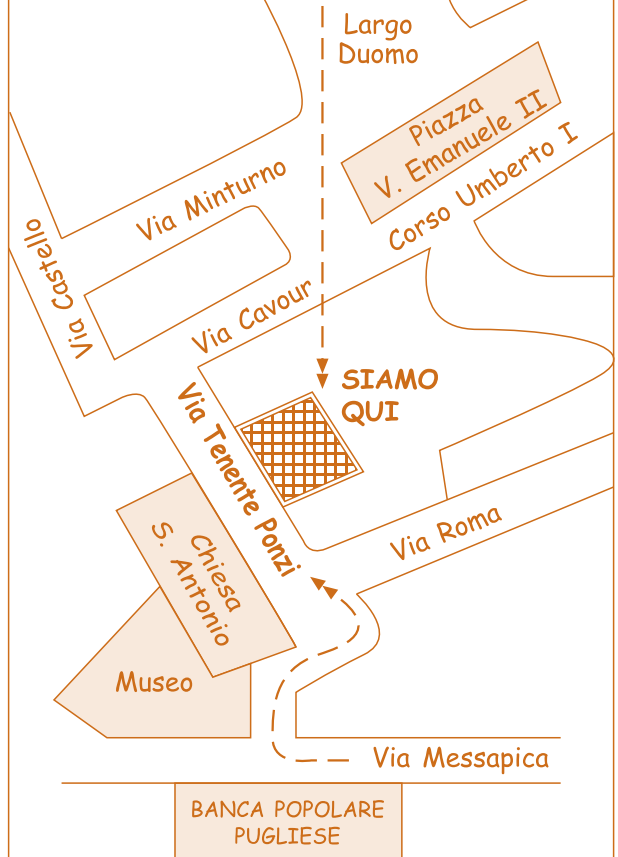 Largo
Duomo
Piazza
V. Emanuele II
Corso Umberto I
Via Minturno
Via Castello
Via Cavour
SIAMO
QUI
Via Tenente Ponzi
Chiesa
S. Antonio
Via Roma
Museo
Via Messapica
BANCA POPOLARE
PUGLIESE